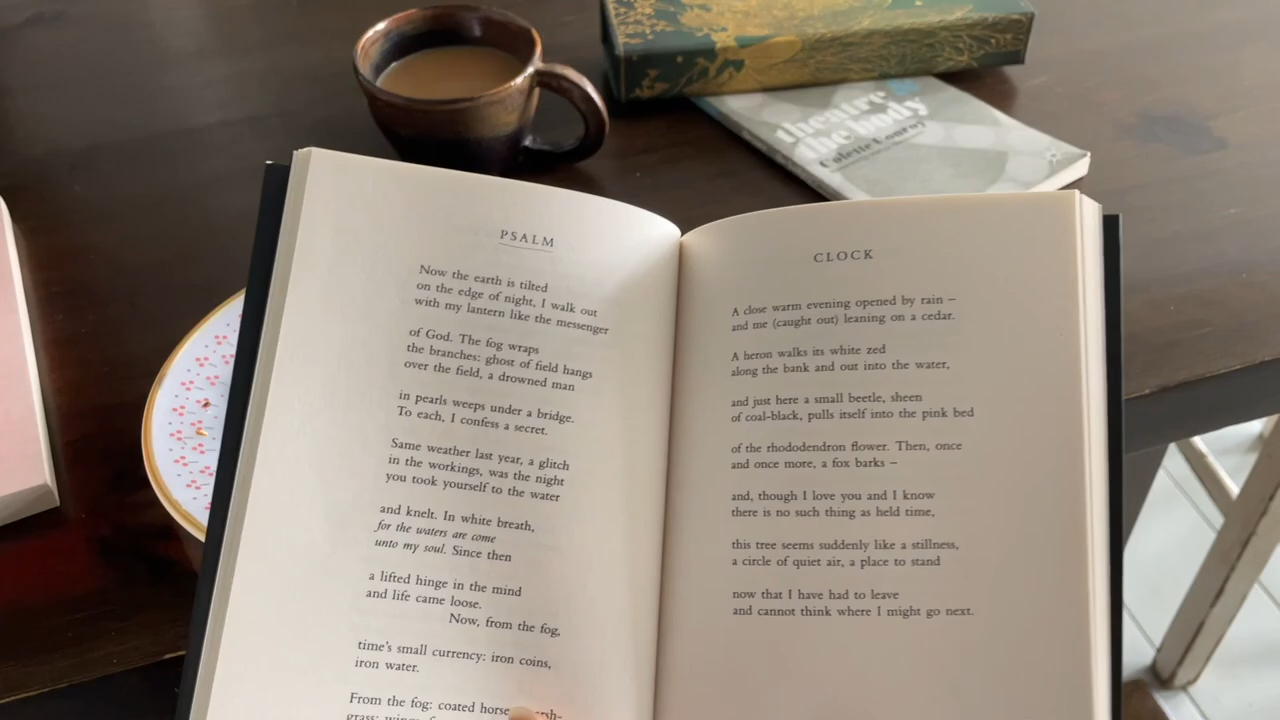 theatre &
the body
Colette Conroy
PSALM
Now the earth is tilted
on the edge of night, I walk out
with my lantern like the messenger
of God. The fog wraps
the branches: ghost of field hangs
over the field, a drowned man
in pearls weeps under a bridge.
To each, I confess a secret.
Same weather last year, a glitch
in the workings, was the night
you took yourself to the water
and knelt. In white breath,
for the waters are come
unto my soul. Since then
a lifted hinge in the mind
and life came loose.
Now, from the fog,
time's small currency: iron coins,
iron water.
From the fog: coated horse
CLOCK
A close warm evening opened by rain –
and me (caught out) leaning on a cedar.
A heron walks its white zed
along the bank and out into the water,
and just here a small beetle, sheen
of coal-black, pulls itself into the pink bed
of the rhododendron flower. Then, once
and once more, a fox barks –
and, though I love you and I know
there is no such thing as held time,
this tree seems suddenly like a stillness,
a circle of quiet air, a place to stand
now that I have had to leave
and cannot think where I might go next.